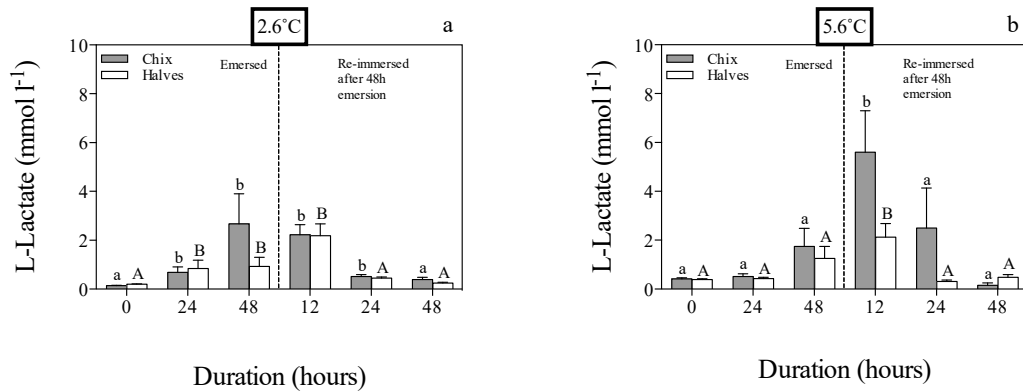 2.6˚C
a
Chix
Halves
Emersed
Re-immersed
after 48h
emersion
L-Lactate (mmol l-1)
10
8
6
4
2
0
a A b B b B b B b A a A
0 24 48 12 24 48
Duration (hours)
5.6˚C
b
Chix
Halves
Emersed
Re-immersed
after 48h
emersion
L-Lactate (mmol l-1)
10
8
6
4
2
0
a A a A a A b B a A a A
0 24 48 12 24 48
Duration (hours)